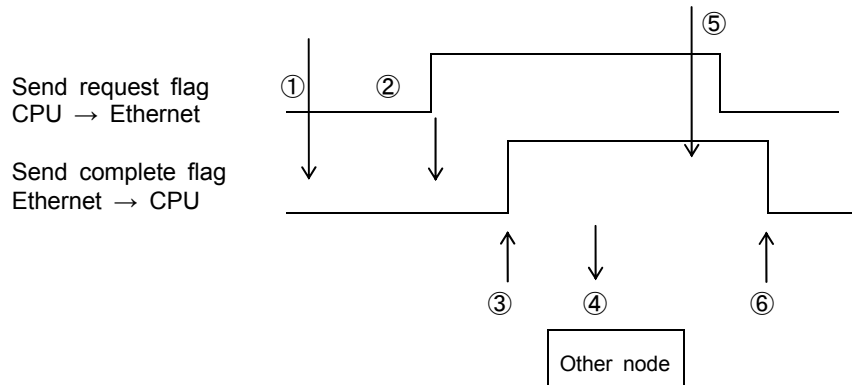 ⑤
Send request flag
① ②
CPU → Ethernet
Send complete flag
Ethernet → CPU
③ ④ ⑥
Other node